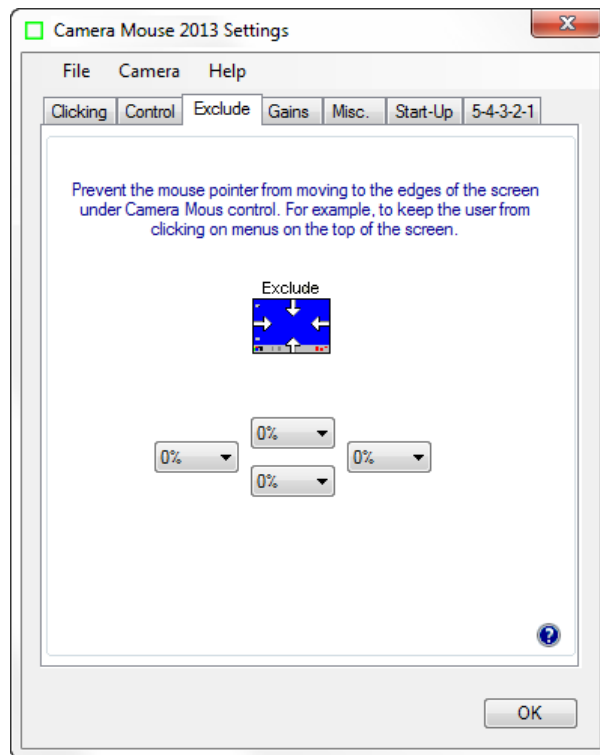 Camera Mouse 2013 Settings
File Camera Help
Clicking Control Exclude Gains Misc. Start-Up 5-4-3-2-1
Prevent the mouse pointer from moving to the edges of the screen
under Camera Mous control. For example, to keep the user from
clicking on menus on the top of the screen.
Exclude
0%
0% 0%
0%
OK